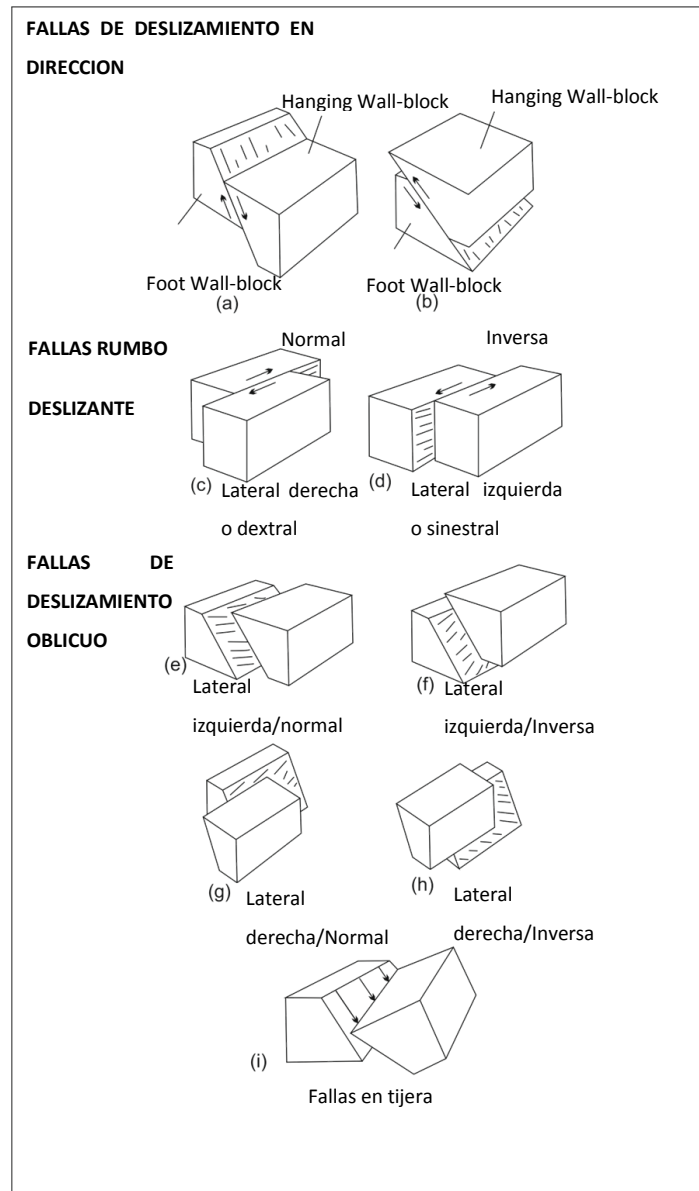 FALLAS DE DESLIZAMIENTO EN
DIRECCION
Hanging Wall-block
Hanging Wall-block
Foot Wall-block
Foot Wall-block
(a)
(b)
FALLAS RUMBO
DESLIZANTE
Normal
Inversa
(c) Lateral derecha
o dextral
(d) Lateral izquierda
o sinestral
FALLAS DE
DESLIZAMIENTO
OBLICUO
(e)
Lateral
izquierda/normal
(f) Lateral
izquierda/Inversa
(g)
Lateral
derecha/Normal
(h)
Lateral
derecha/Inversa
(i)
Fallas en tijera